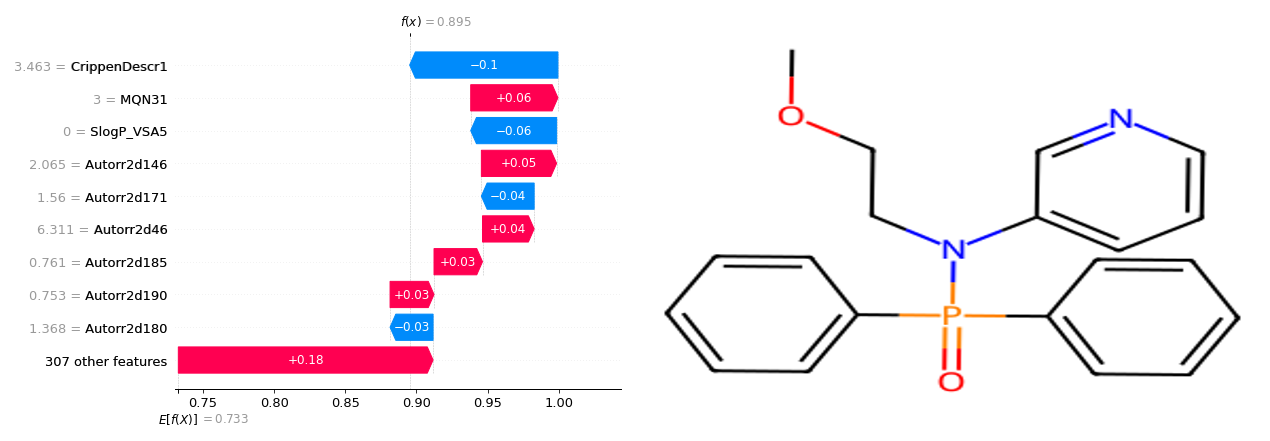 f(x) = 0.895
3.463 = CrippenDescr1
−0.1
3 = MQN31
+0.06
0 = SlogP_VSA5
−0.06
2.065 = Autorr2d146
+0.05
1.56 = Autorr2d171
−0.04
6.311 = Autorr2d46
+0.04
0.761 = Autorr2d185
+0.03
0.753 = Autorr2d190
+0.03
1.368 = Autorr2d180
−0.03
307 other features
+0.18
0.75 0.80 0.85 0.90 0.95 1.00
E[f(X)] = 0.733
O
N
N
P
O